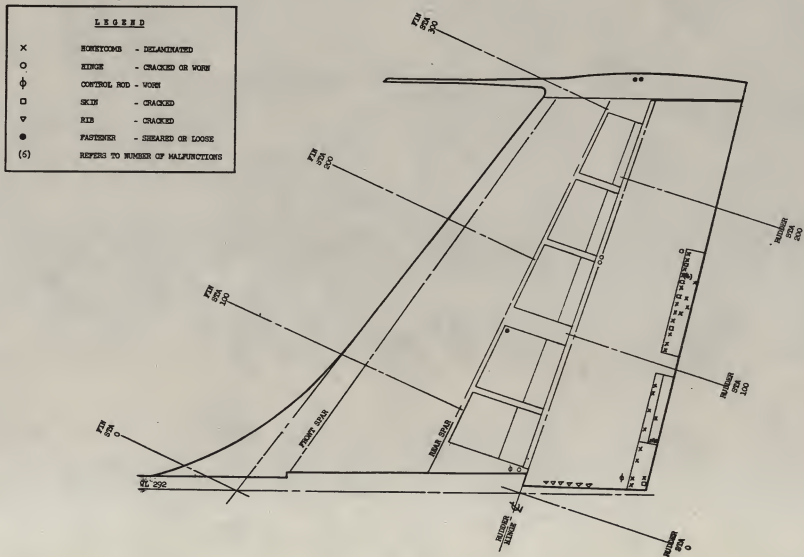 LEGEND
x HONEYCOMB - DELAMINATED
HINGE - CRACKED OR WORN
CONTROL ROD - WORN
SKIN - CRACKED
RIB - CRACKED
FASTENER - SHEARED OR LOOSE
(6) REFERS TO NUMBER OF MALFUNCTIONS
FIN
STA
300
FIN
STA
200
FIN
STA
100
FIN
STA
0
RUDDER
STA
200
RUDDER
STA
100
RUDDER
STA
0
FRONT SPAR
REAR SPAR
292
RUDDER
HINGE